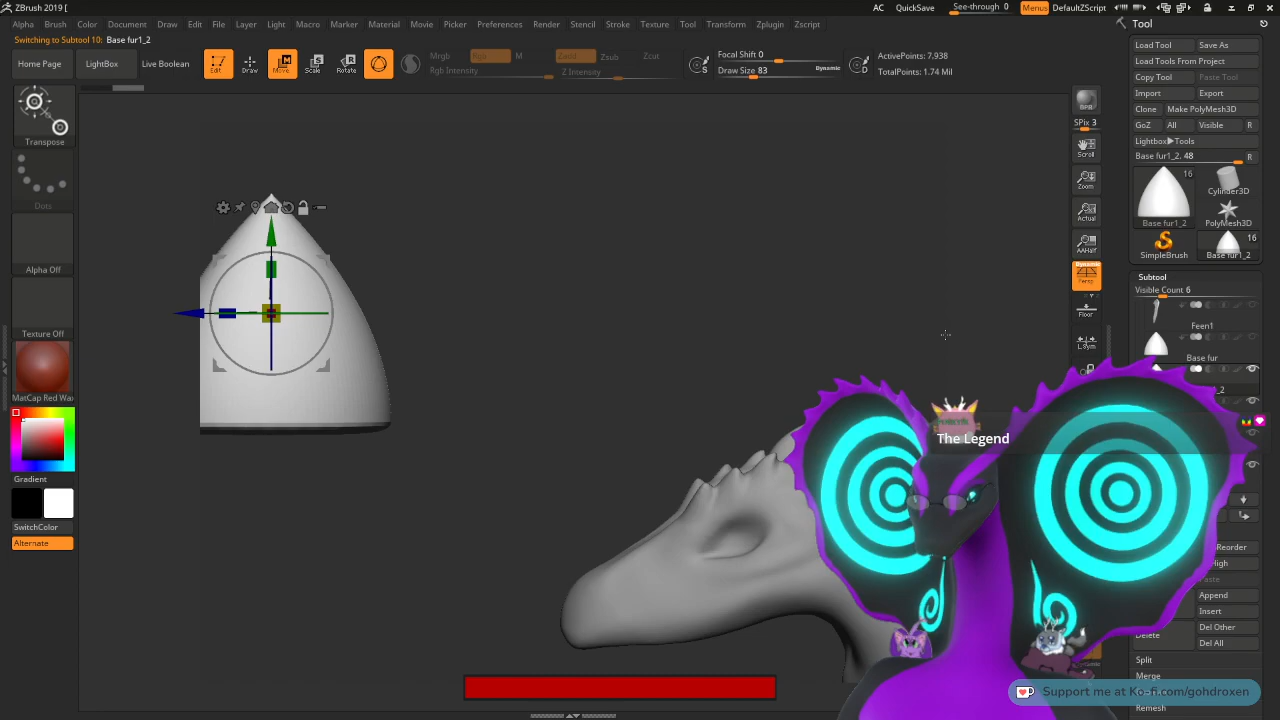 ZBrush 2019 [
AC QuickSave See-through 0 Menus DefaultZScript
Alpha Brush Color Document Draw Edit File Layer Light Macro Marker Material Movie Picker Preferences Render Stencil Stroke Texture Tool Transform Zplugin Zscript
Switching to Subtool 10: Base fur1_2
Home Page LightBox Live Boolean
Edit Draw Move Scale Rotate
Mrgb Rgb M Zadd Zsub Zcut
Rgb Intensity Z Intensity
Focal Shift 0
Draw Size 83 Dynamic
ActivePoints: 7,938
TotalPoints: 1.74 Mil
Transpose
Dots
Alpha Off
Texture Off
MatCap Red Wax
Gradient
SwitchColor
Alternate
BPR
SPix 3
Scroll
Zoom
Actual
AAHalf
Dynamic
Persp
Floor
L.Sym
Tool
Load Tool Save As
Load Tools From Project
Copy Tool Paste Tool
Import Export
Clone Make PolyMesh3D
GoZ All Visible R
Lightbox▶Tools
Base fur1_2. 48 R
16
Cylinder3D
Base fur1_2 PolyMesh3D
16
SimpleBrush Base fur1_2
Subtool
Visible Count 6
Feen1
Base fur
_2
The Legend
Reorder
High
Paste
Append
Insert
Delete Del Other
Del All
Split
Merge
Remesh
Support me at Ko-fi.com/gohdroxen